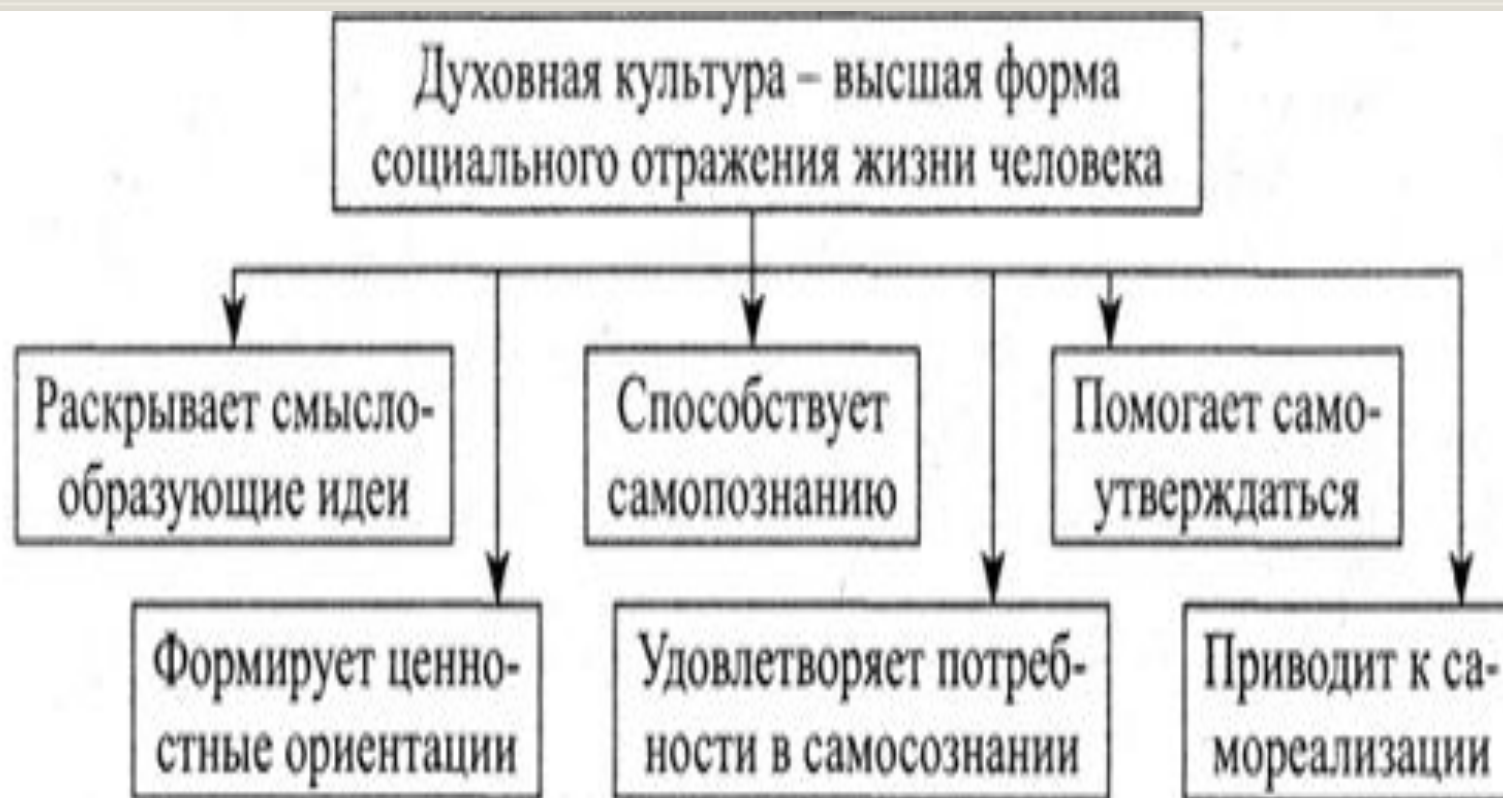 Духовная культура – высшая форма
социального отражения жизни человека
Раскрывает смысло-
образующие идеи
Способствует
самопознанию
Помогает само-
утверждаться
Формирует ценно-
стные ориентации
Удовлетворяет потреб-
ности в самосознании
Приводит к са-
мореализации